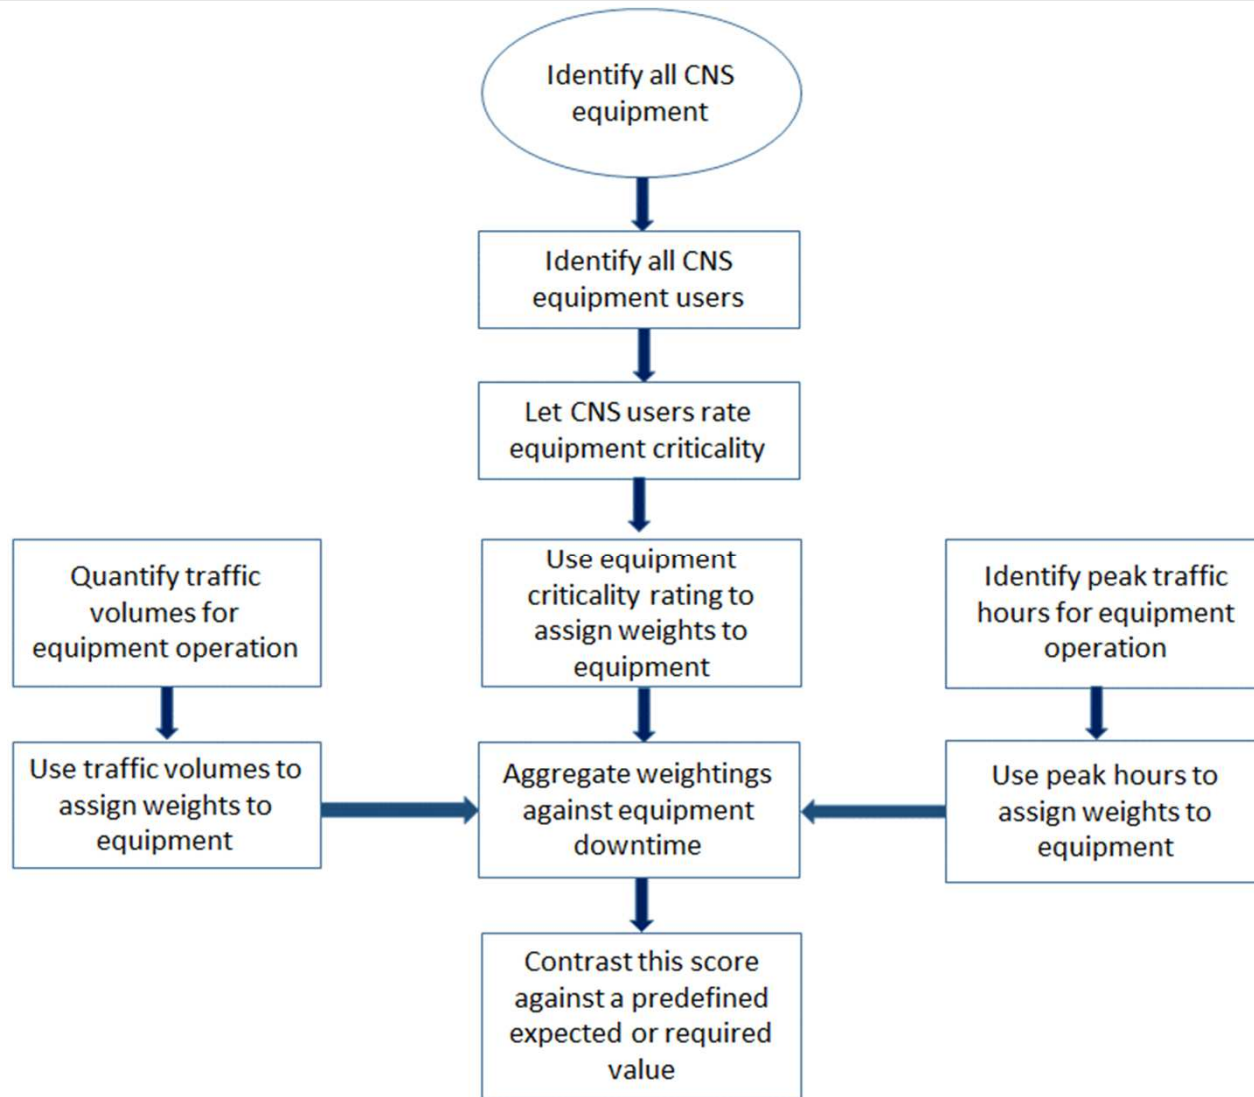 Identify all CNS
equipment
Identify all CNS
equipment users
Let CNS users rate
equipment criticality
Quantify traffic
volumes for
equipment operation
Use equipment
criticality rating to
assign weights to
equipment
Identify peak traffic
hours for equipment
operation
Use traffic volumes to
assign weights to
equipment
Aggregate weightings
against equipment
downtime
Use peak hours to
assign weights to
equipment
Contrast this score
against a predefined
expected or required
value